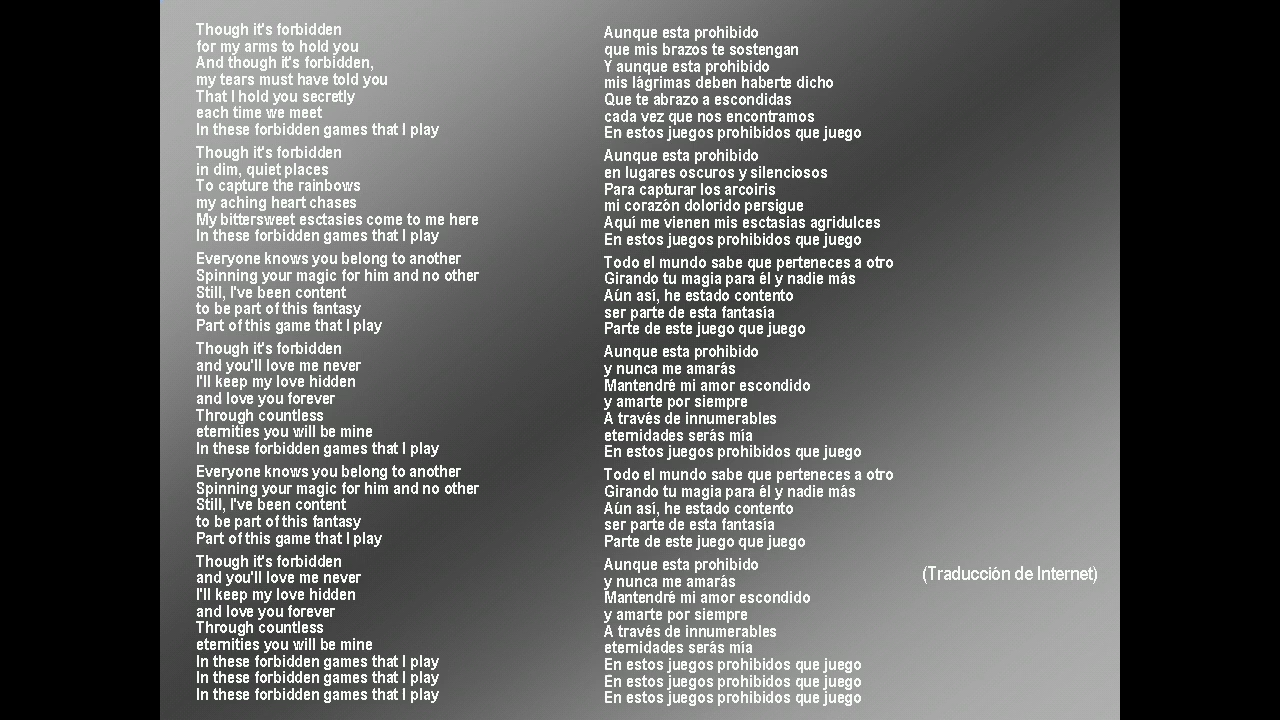 Though it's forbidden
for my arms to hold you
And though it's forbidden,
my tears must have told you
That I hold you secretly
each time we meet
In these forbidden games that I play
Though it's forbidden
in dim, quiet places
To capture the rainbows
my aching heart chases
My bittersweet esctasies come to me here
In these forbidden games that I play
Everyone knows you belong to another
Spinning your magic for him and no other
Still, I've been content
to be part of this fantasy
Part of this game that I play
Though it's forbidden
and you'll love me never
I'll keep my love hidden
and love you forever
Through countless
eternities you will be mine
In these forbidden games that I play
Everyone knows you belong to another
Spinning your magic for him and no other
Still, I've been content
to be part of this fantasy
Part of this game that I play
Though it's forbidden
and you'll love me never
I'll keep my love hidden
and love you forever
Through countless
eternities you will be mine
In these forbidden games that I play
In these forbidden games that I play
In these forbidden games that I play
Aunque esta prohibido
que mis brazos te sostengan
Y aunque esta prohibido
mis lágrimas deben haberte dicho
Que te abrazo a escondidas
cada vez que nos encontramos
En estos juegos prohibidos que juego
Aunque esta prohibido
en lugares oscuros y silenciosos
Para capturar los arcoiris
mi corazón dolorido persigue
Aquí me vienen mis esctasias agridulces
En estos juegos prohibidos que juego
Todo el mundo sabe que perteneces a otro
Girando tu magia para él y nadie más
Aún así, he estado contento
ser parte de esta fantasía
Parte de este juego que juego
Aunque esta prohibido
y nunca me amarás
Mantendré mi amor escondido
y amarte por siempre
A través de innumerables
eternidades serás mía
En estos juegos prohibidos que juego
Todo el mundo sabe que perteneces a otro
Girando tu magia para él y nadie más
Aún así, he estado contento
ser parte de esta fantasía
Parte de este juego que juego
Aunque esta prohibido
y nunca me amarás
Mantendré mi amor escondido
y amarte por siempre
A través de innumerables
eternidades serás mía
En estos juegos prohibidos que juego
En estos juegos prohibidos que juego
En estos juegos prohibidos que juego
(Traducción de Internet)